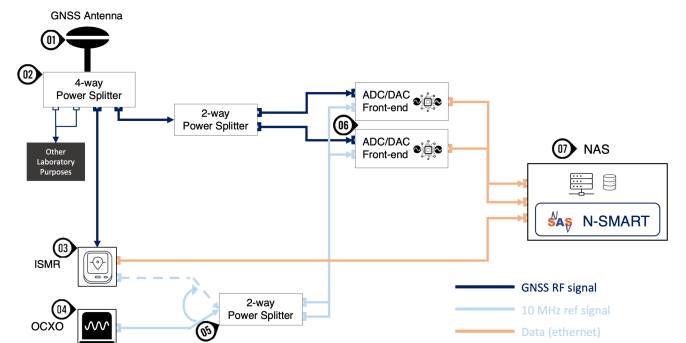 GNSS Antenna
01
02
4-way
Power Splitter
2-way
Power Splitter
ADC/DAC
Front-end
06
ADC/DAC
Front-end
Other
Laboratory
Purposes
07 NAS
NSAS N-SMART
03
ISMR
04
OCXO
05
2-way
Power Splitter
GNSS RF signal
10 MHz ref signal
Data (ethernet)